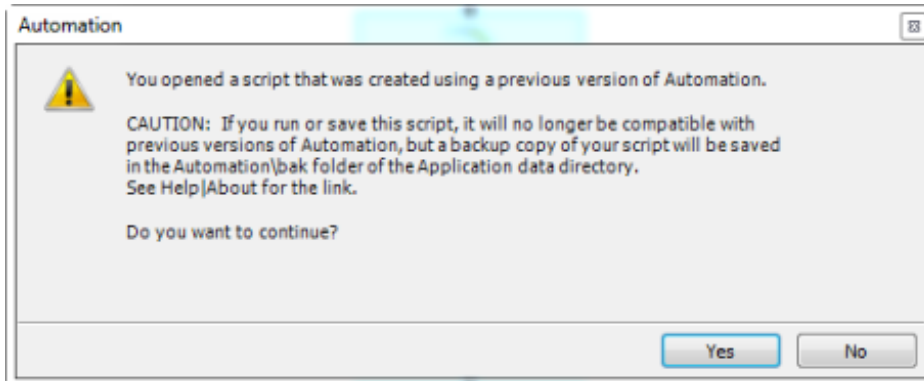 Automation
You opened a script that was created using a previous version of Automation.
CAUTION: If you run or save this script, it will no longer be compatible with
previous versions of Automation, but a backup copy of your script will be saved
in the Automation\bak folder of the Application data directory.
See Help|About for the link.
Do you want to continue?
Yes No